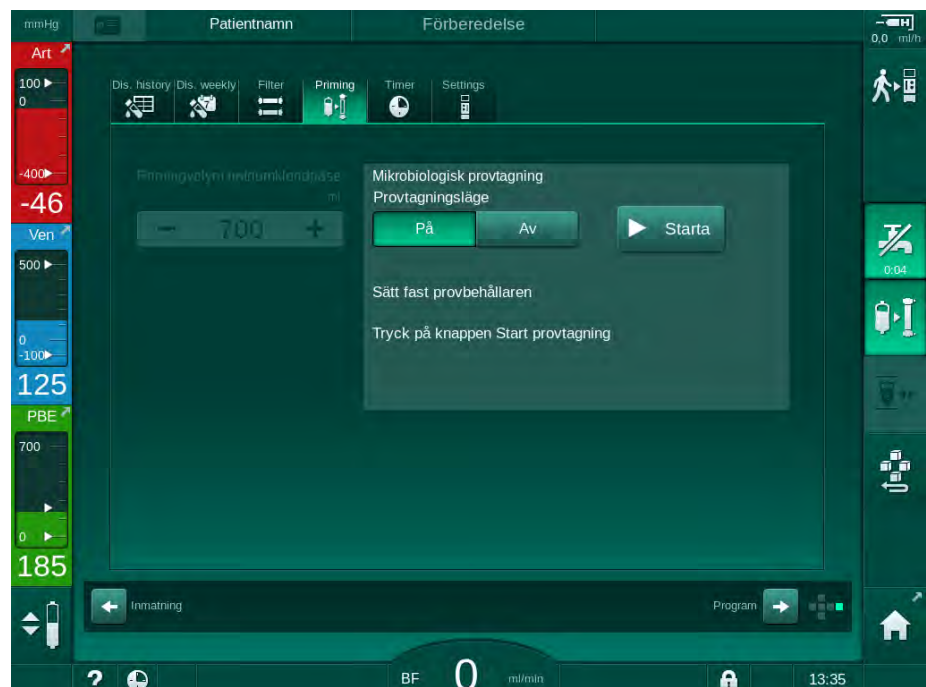 mmHg
Patientnamn
Förberedelse
0,0 ml/h
Art
100
0
-400
-46
Ven
500
0
-100
125
PBE
700
0
185
Dis. history
Dis. weekly
Filter
Priming
Timer
Settings
7
ml
- 700 +
Mikrobiologisk provtagning
Provtagningsläge
På
Av
Starta
Sätt fast provbehållaren
Tryck på knappen Start provtagning
0:04
Inmatning
Program
?
BF 0 ml/min
13:35